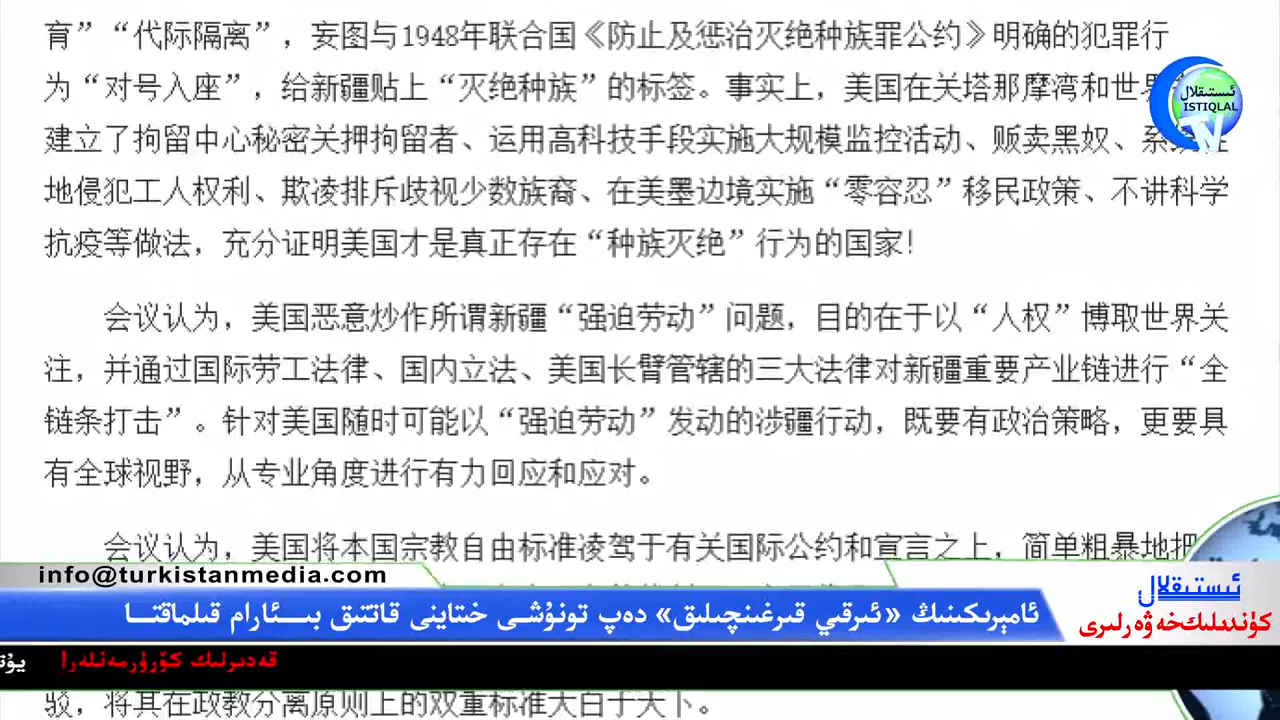 育”“代际隔离”，妄图与1948年联合国《防止及惩治灭绝种族罪公约》明确的犯罪行
为“对号入座”，给新疆贴上“灭绝种族”的标签。事实上，美国在关塔那摩湾和世界
建立了拘留中心秘密关押拘留者、运用高科技手段实施大规模监控活动、贩卖黑奴、系统性
地侵犯工人权利、欺凌排斥歧视少数族裔、在美墨边境实施“零容忍”移民政策、不讲科学
抗疫等做法，充分证明美国才是真正存在“种族灭绝”行为的国家！
会议认为，美国恶意炒作所谓新疆“强迫劳动”问题，目的在于以“人权”博取世界关
注，并通过国际劳工法律、国内立法、美国长臂管辖的三大法律对新疆重要产业链进行“全
链条打击”。针对美国随时可能以“强迫劳动”发动的涉疆行动，既要有政治策略，更要具
有全球视野，从专业角度进行有力回应和应对。
会议认为，美国将本国宗教自由标准凌驾于有关国际公约和宣言之上，简单粗暴地把
驳，将其在政教分离原则上的双重标准大白于天下。
ئىستىقلال
ISTIQLAL
TV
info@turkistanmedia.com
ئامېرىكىنىڭ «ئىرقىي قىرغىنچىلىق» دەپ تونۇشى خىتاينى قاتتىق بىئارام قىلماقتا
ئىستىقلال
كۈندىلىك خەۋەرلىرى
قەدىرلىك كۆرۈرمەنلەر!